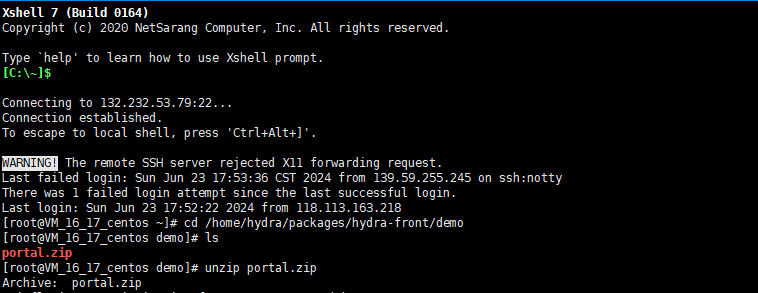 Xshell 7 (Build 0164)
Copyright (c) 2020 NetSarang Computer, Inc. All rights reserved.
Type `help' to learn how to use Xshell prompt.
[C:\~]$
Connecting to 132.232.53.79:22...
Connection established.
To escape to local shell, press 'Ctrl+Alt+]'.
WARNING! The remote SSH server rejected X11 forwarding request.
Last failed login: Sun Jun 23 17:53:36 CST 2024 from 139.59.255.245 on ssh:notty
There was 1 failed login attempt since the last successful login.
Last login: Sun Jun 23 17:52:22 2024 from 118.113.163.218
[root@VM_16_17_centos ~]# cd /home/hydra/packages/hydra-front/demo
[root@VM_16_17_centos demo]# ls
portal.zip
[root@VM_16_17_centos demo]# unzip portal.zip
Archive:  portal.zip